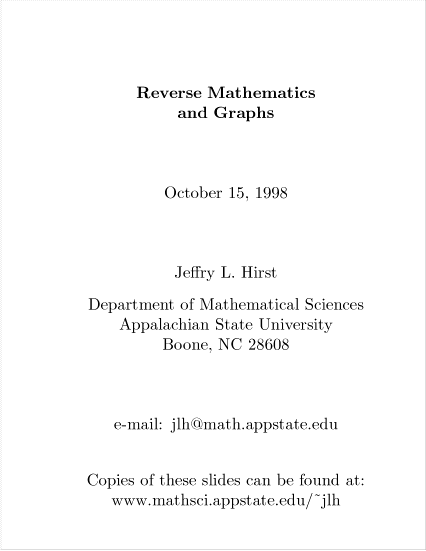 Reverse Mathematics
and Graphs
October 15, 1998
Jeffry L. Hirst
Department of Mathematical Sciences
Appalachian State University
Boone, NC 28608
e-mail: jlh@math.appstate.edu
Copies of these slides can be found at:
www.mathsci.appstate.edu/~jlh